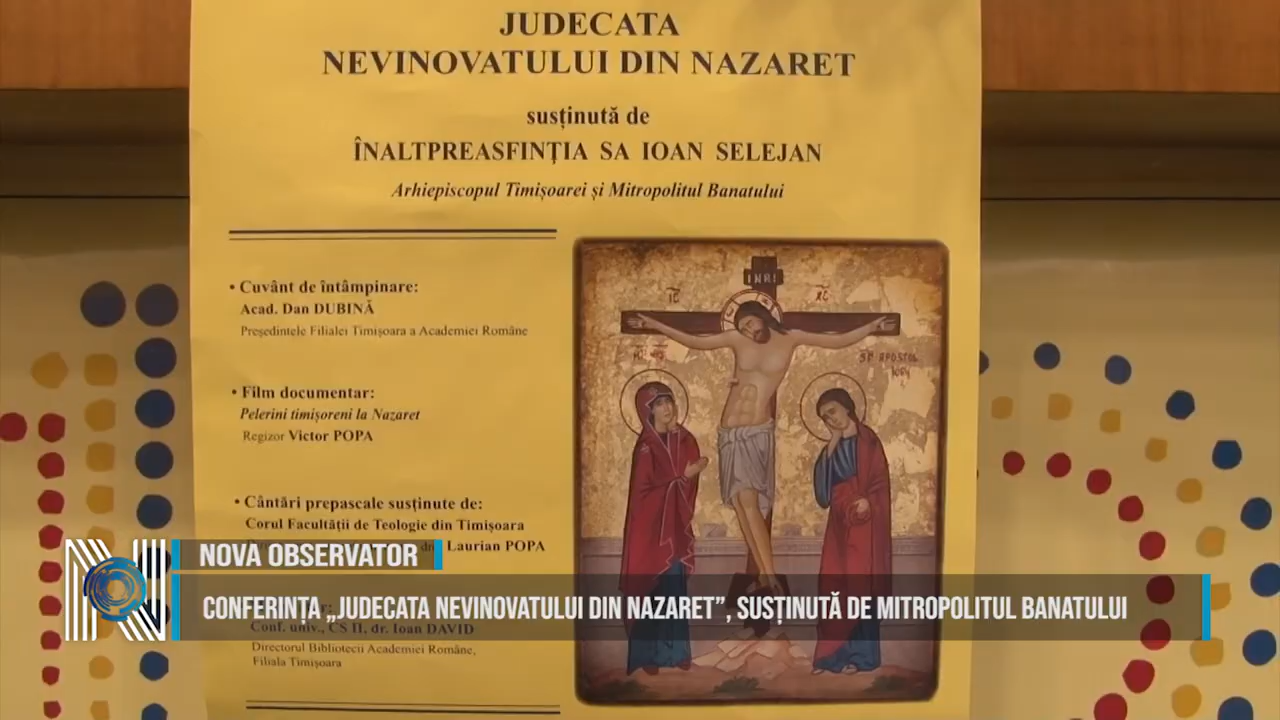 JUDECATA
NEVINOVATULUI DIN NAZARET
susținută de
ÎNALTPREASFINȚIA SA IOAN SELEJAN
Arhiepiscopul Timișoarei și Mitropolitul Banatului
• Cuvânt de întâmpinare:
Acad. Dan DUBINĂ
Președintele Filialei Timișoara a Academiei Române
• Film documentar:
Pelerini timișoreni la Nazaret
Regizor Victor POPA
• Cântări prepascale susținute de:
Corul Facultății de Teologie din Timișoara
Laurian POPA
Conf. univ., CS II, dr. Ioan DAVID
Directorul Bibliotecii Academiei Române,
Filiala Timișoara
INRI
IC XC
SF APOSTOL
NOVA OBSERVATOR
CONFERINȚA „JUDECATA NEVINOVATULUI DIN NAZARET”, SUSȚINUTĂ DE MITROPOLITUL BANATULUI